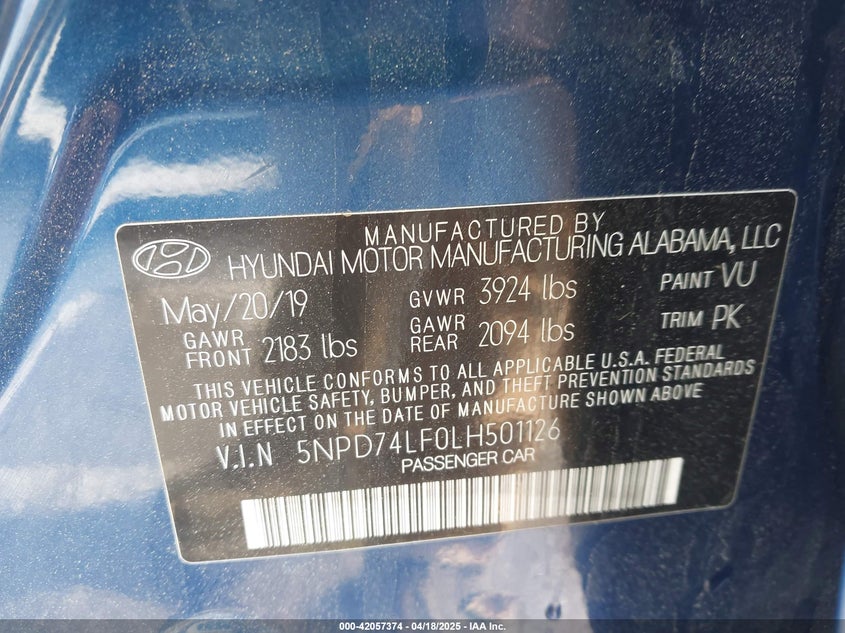 MANUFACTURED BY
HYUNDAI MOTOR MANUFACTURING ALABAMA, LLC
May/20/19 GVWR 3924 lbs PAINT VU
GAWR FRONT 2183 lbs GAWR REAR 2094 lbs TRIM PK
THIS VEHICLE CONFORMS TO ALL APPLICABLE U.S.A. FEDERAL
MOTOR VEHICLE SAFETY, BUMPER, AND THEFT PREVENTION STANDARDS
IN EFFECT ON THE DATE OF MANUFACTURE SHOWN ABOVE.
V.I.N 5NPD74LF0LH501126
PASSENGER CAR
000-42057374 - 04/18/2025 - IAA Inc.